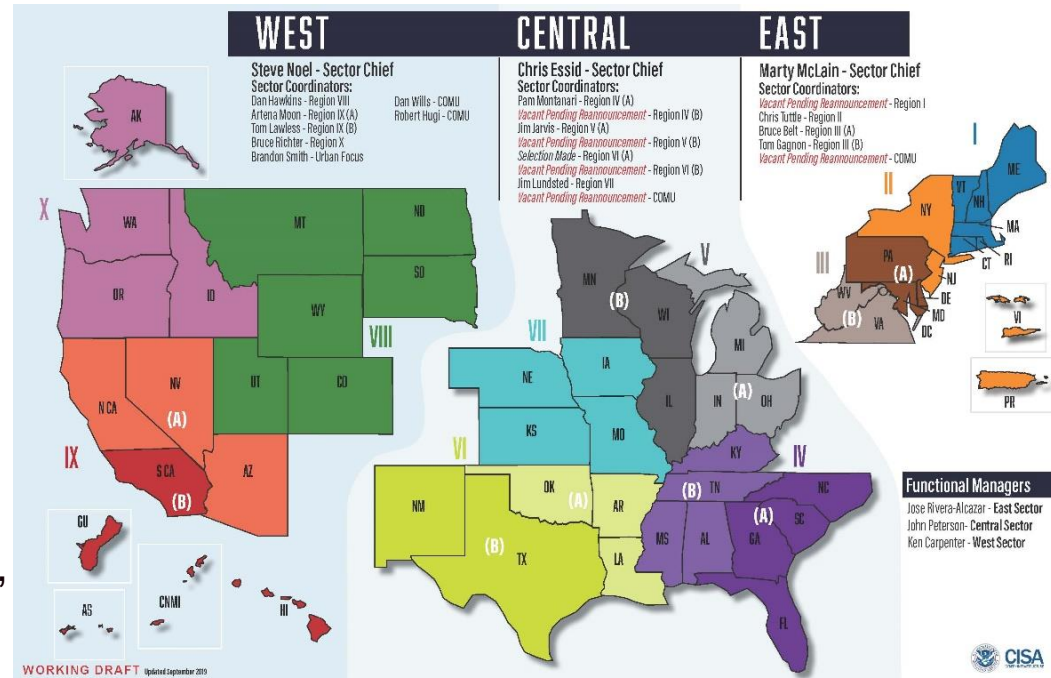 WEST
CENTRAL
EAST
Steve Noel - Sector Chief
Sector Coordinators:
Dan Hawkins - Region VIII
Artena Moon - Region IX (A)
Tom Lawless - Region IX (B)
Bruce Richter - Region X
Brandon Smith - Urban Focus
Dan Wills - COMU
Robert Hugi - COMU
Chris Essid - Sector Chief
Sector Coordinators:
Pam Montanari - Region IV (A)
Vacant Pending Reannouncement - Region IV (B)
Jim Jarvis - Region V (A)
Vacant Pending Reannouncement - Region V (B)
Selection Made - Region VI (A)
Vacant Pending Reannouncement - Region VI (B)
Jim Lundsted - Region VII
Vacant Pending Reannouncement - COMU
Marty McLain - Sector Chief
Sector Coordinators:
Vacant Pending Reannouncement - Region I
Chris Tuttle - Region II
Bruce Belt - Region III (A)
Tom Gagnon - Region III (B)
Vacant Pending Reannouncement - COMU
AK
X
WA
OR
ID
MT
ND
SD
WY
VIII
UT
CO
N CA
NV
(A)
IX
S CA
(B)
AZ
GU
AS
CNMI
HI
V
MN
(B)
WI
MI
VII
NE
IA
IL
IN
(A)
OH
KS
MO
VI
OK
(A)
AR
NM
(B)
TX
LA
KY
IV
(B)
TN
NC
MS
AL
(A)
SC
GA
FL
I
ME
II
VT
NH
NY
MA
RI
CT
III
PA
(A)
NJ
WV
DE
MD
(B)
VA
DC
VI
PR
Functional Managers
Jose Rivera-Alcazar - East Sector
John Peterson- Central Sector
Ken Carpenter - West Sector
,
WORKING DRAFT Updated September 2019
CISA